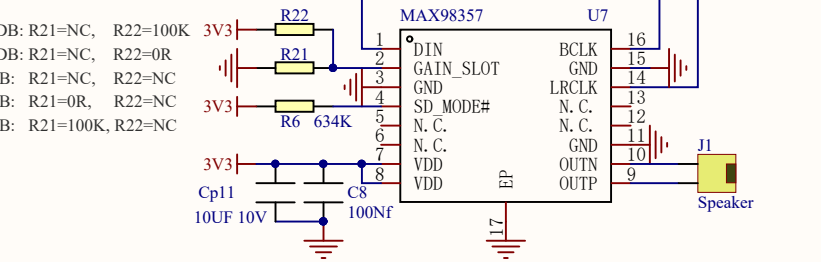 DB: R21=NC, R22=100K
DB: R21=NC, R22=0R
B: R21=NC, R22=NC
B: R21=0R, R22=NC
B: R21=100K, R22=NC
3V3
R22
R21
3V3
R6 634K
3V3
Cp11
10UF 10V
C8
100Nf
MAX98357
U7
1 DIN
2 GAIN_SLOT
3 GND
4 SD_MODE#
5 N.C.
6 N.C.
7 VDD
8 VDD
BCLK 16
GND 15
LRCLK 14
N.C. 13
N.C. 12
GND 11
OUTN 10
OUTP 9
EP
17
J1
Speaker